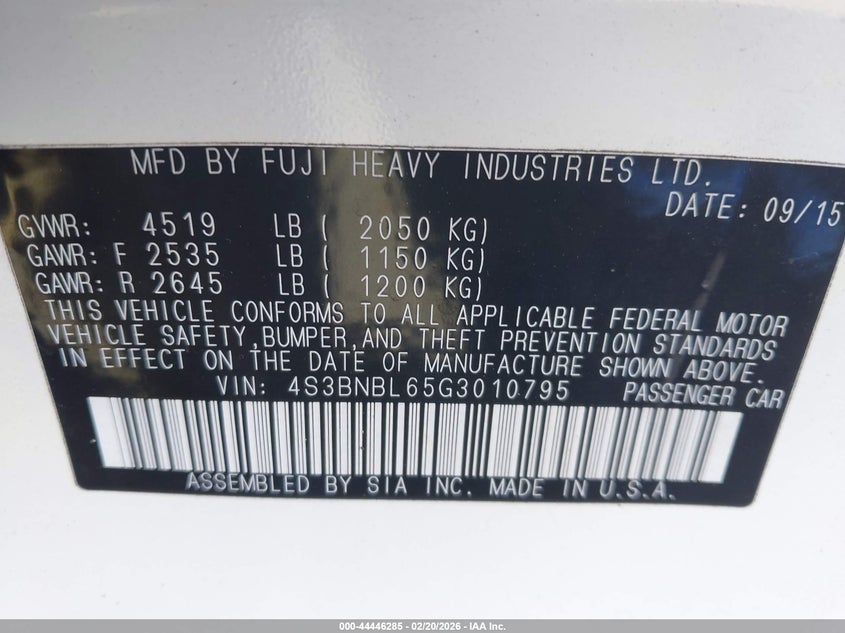 MFD BY FUJI HEAVY INDUSTRIES LTD.
DATE: 09/15
GVWR: 4519 LB ( 2050 KG)
GAWR: F 2535 LB ( 1150 KG)
GAWR: R 2645 LB ( 1200 KG)
THIS VEHICLE CONFORMS TO ALL APPLICABLE FEDERAL MOTOR
VEHICLE SAFETY,BUMPER,AND THEFT PREVENTION STANDARDS
IN EFFECT ON THE DATE OF MANUFACTURE SHOWN ABOVE.
VIN: 4S3BNBL65G3010795 PASSENGER CAR
ASSEMBLED BY SIA INC. MADE IN U.S.A.
000-44446285 - 02/20/2026 - IAA Inc.